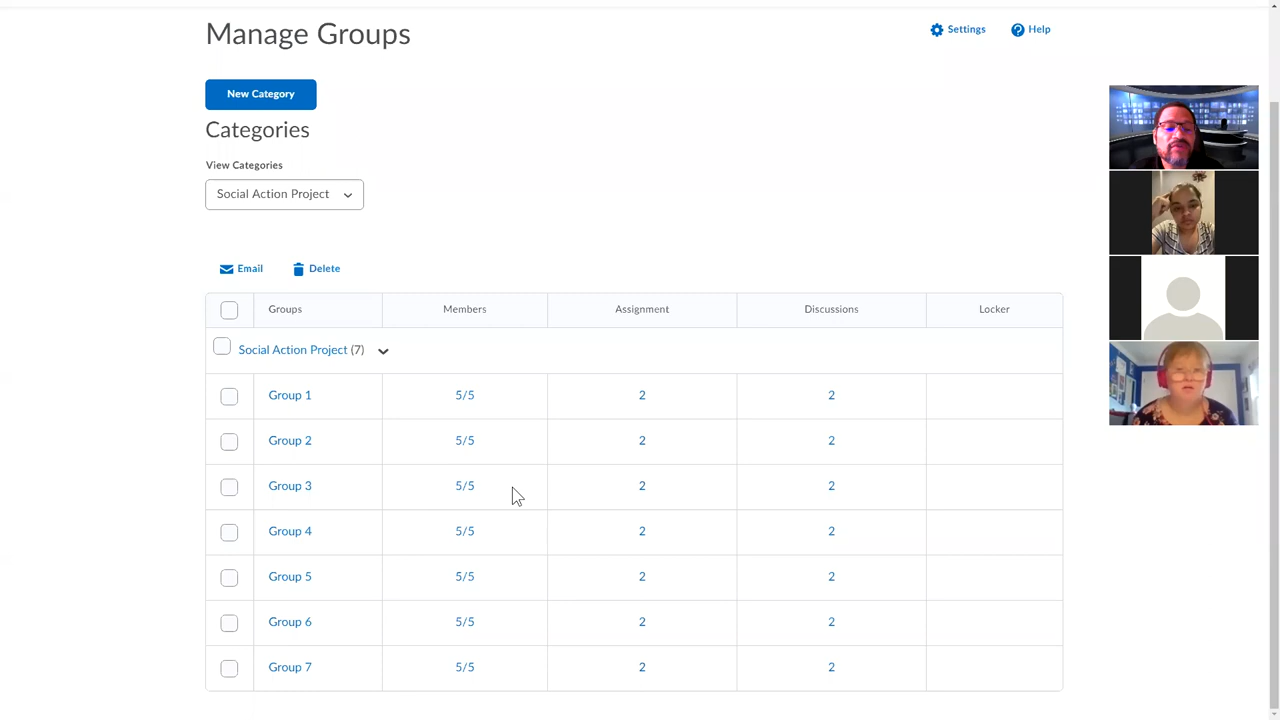 Manage Groups
Settings
Help
New Category
Categories
View Categories
Social Action Project
Email
Delete
Groups Members Assignment Discussions Locker
Social Action Project (7)
Group 1 5/5 2 2
Group 2 5/5 2 2
Group 3 5/5 2 2
Group 4 5/5 2 2
Group 5 5/5 2 2
Group 6 5/5 2 2
Group 7 5/5 2 2